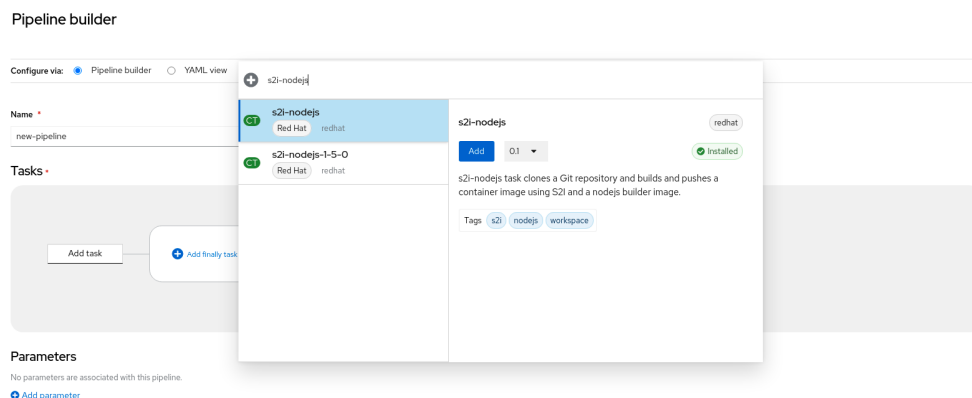 Pipeline builder
Configure via: Pipeline builder YAML view
Name *
new-pipeline
Tasks *
Add task
Add finally task
Parameters
No parameters are associated with this pipeline.
Add parameter
s2i-nodejs
CT s2i-nodejs
Red Hat redhat
CT s2i-nodejs-1-5-0
Red Hat redhat
s2i-nodejs redhat
Add 0.1 Installed
s2i-nodejs task clones a Git repository and builds and pushes a
container image using S2I and a nodejs builder image.
Tags s2i nodejs workspace